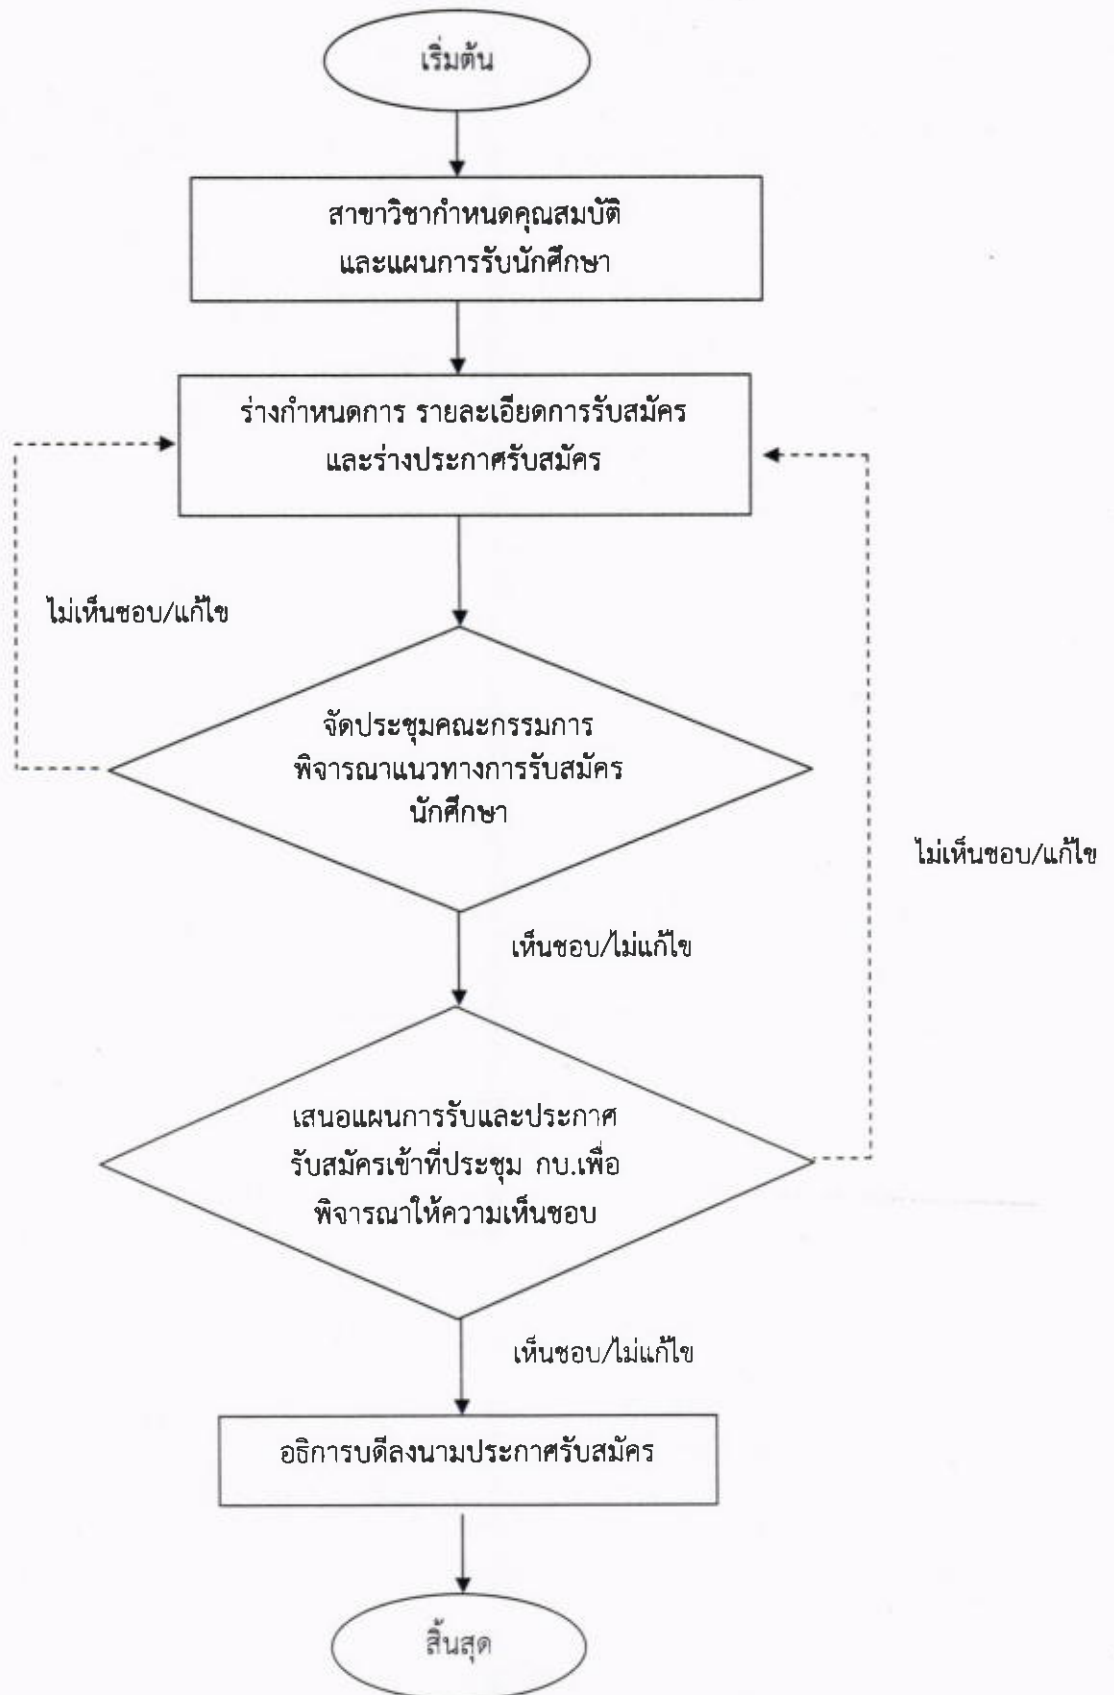 เริ่มต้น
สาขาวิชากำหนดคุณสมบัติ
และแผนการรับนักศึกษา
ร่างกำหนดการ รายละเอียดการรับสมัคร
และร่างประกาศรับสมัคร
ไม่เห็นชอบ/แก้ไข
จัดประชุมคณะกรรมการ
พิจารณาแนวทางการรับสมัคร
นักศึกษา
ไม่เห็นชอบ/แก้ไข
เห็นชอบ/ไม่แก้ไข
เสนอแผนการรับและประกาศ
รับสมัครเข้าที่ประชุม กบ.เพื่อ
พิจารณาให้ความเห็นชอบ
เห็นชอบ/ไม่แก้ไข
อธิการบดีลงนามประกาศรับสมัคร
สิ้นสุด